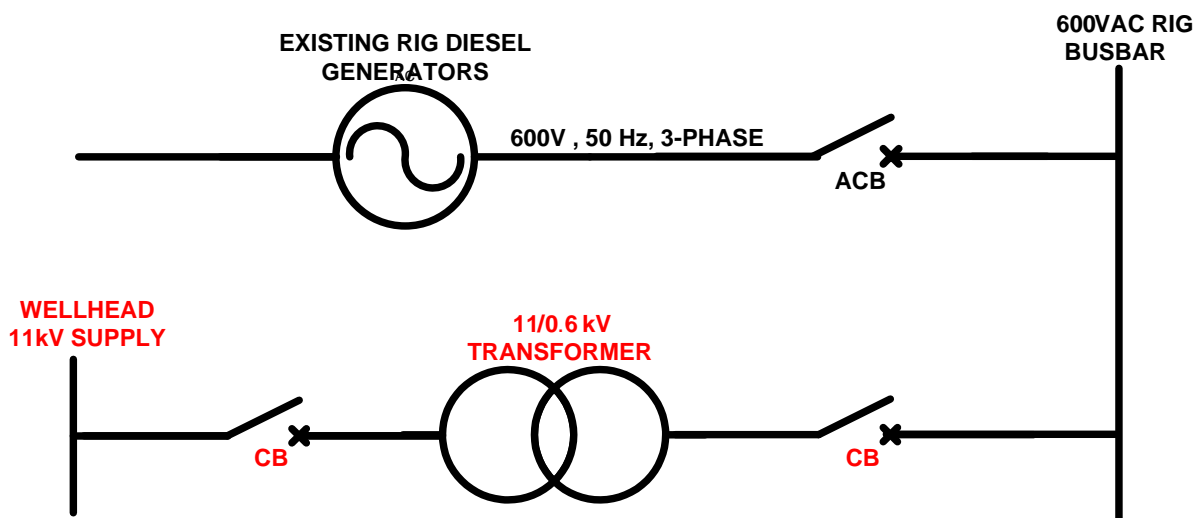 EXISTING RIG DIESEL
GENERATORS
AC
600V , 50 Hz, 3-PHASE
ACB
600VAC RIG
BUSBAR
WELLHEAD
11kV SUPPLY
CB
11/0.6 kV
TRANSFORMER
CB